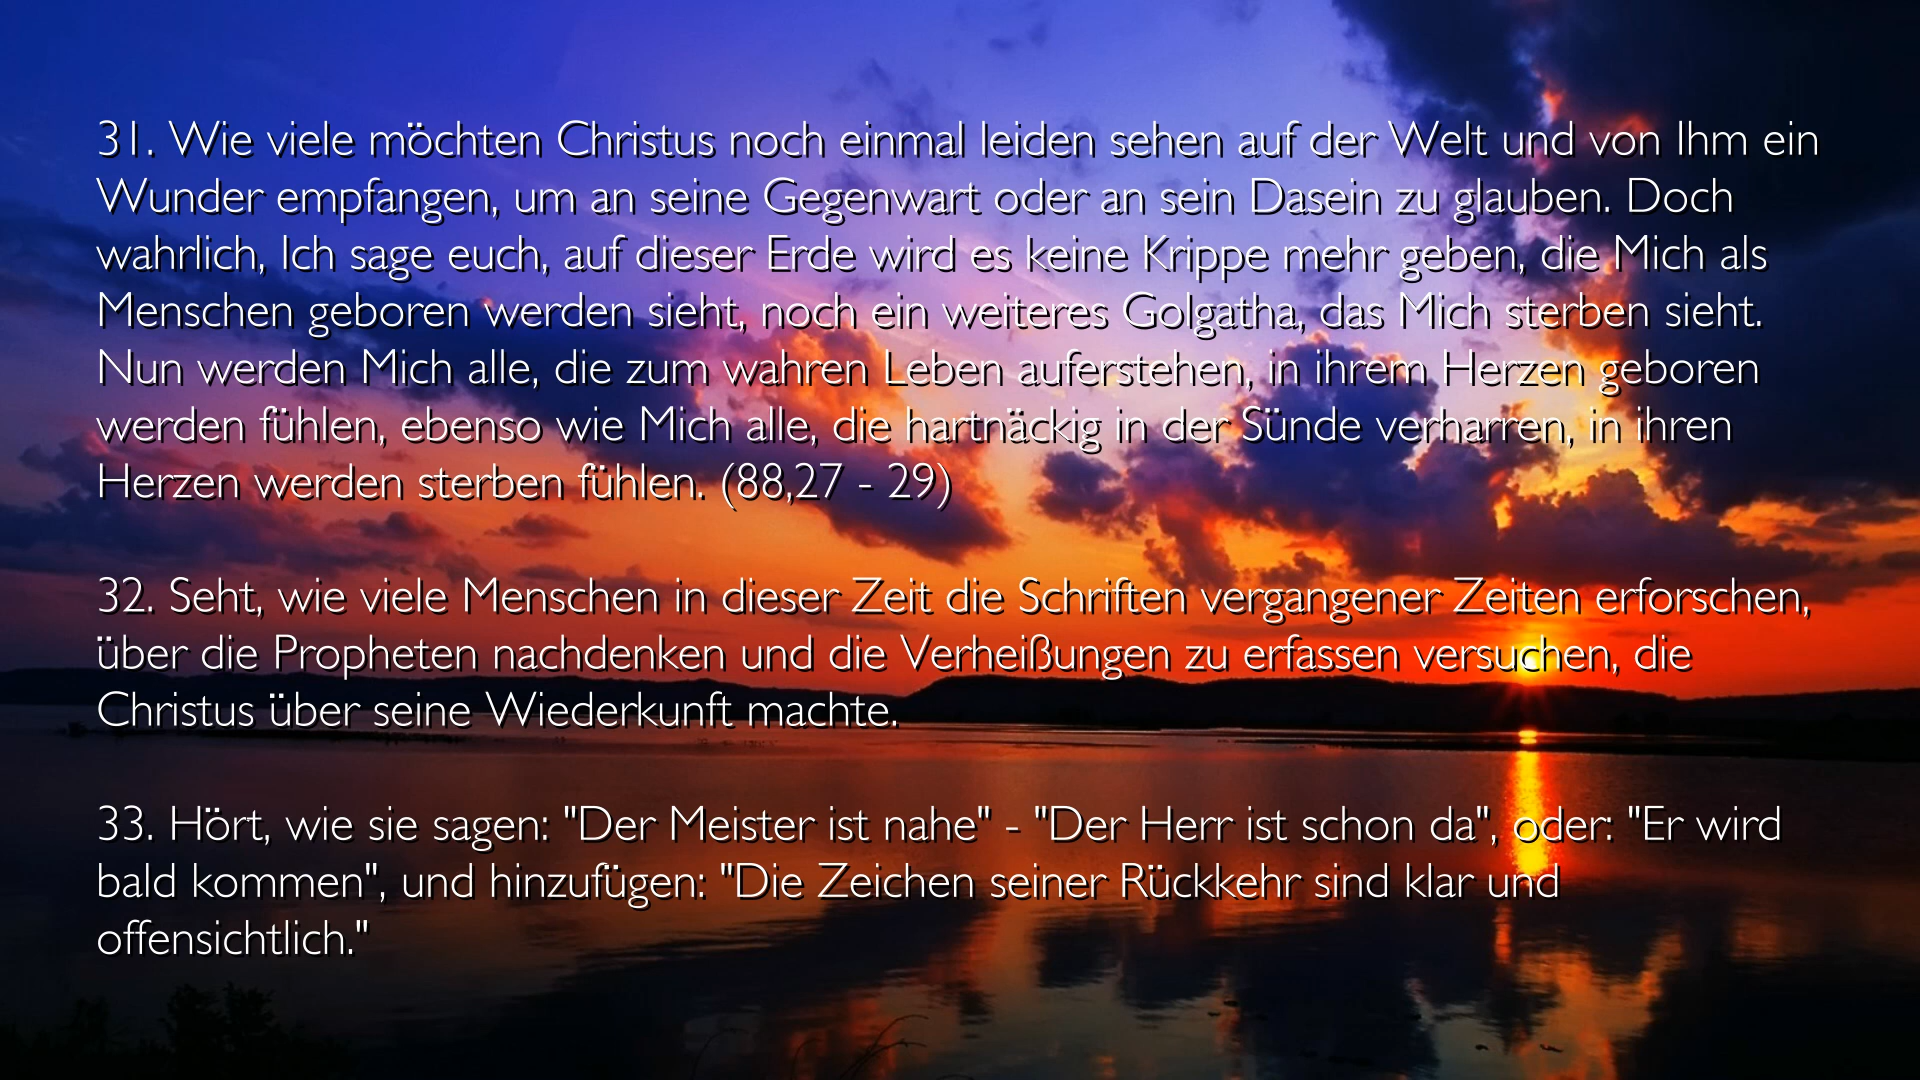 31. Wie viele möchten Christus noch einmal leiden sehen auf der Welt und von Ihm ein
Wunder empfangen, um an seine Gegenwart oder an sein Dasein zu glauben. Doch
wahrlich, Ich sage euch, auf dieser Erde wird es keine Krippe mehr geben, die Mich als
Menschen geboren werden sieht, noch ein weiteres Golgatha, das Mich sterben sieht.
Nun werden Mich alle, die zum wahren Leben auferstehen, in ihrem Herzen geboren
werden fühlen, ebenso wie Mich alle, die hartnäckig in der Sünde verharren, in ihren
Herzen werden sterben fühlen. (88,27 - 29)
32. Seht, wie viele Menschen in dieser Zeit die Schriften vergangener Zeiten erforschen,
über die Propheten nachdenken und die Verheißungen zu erfassen versuchen, die
Christus über seine Wiederkunft machte.
33. Hört, wie sie sagen: "Der Meister ist nahe" - "Der Herr ist schon da", oder: "Er wird
bald kommen", und hinzufügen: "Die Zeichen seiner Rückkehr sind klar und
offensichtlich."